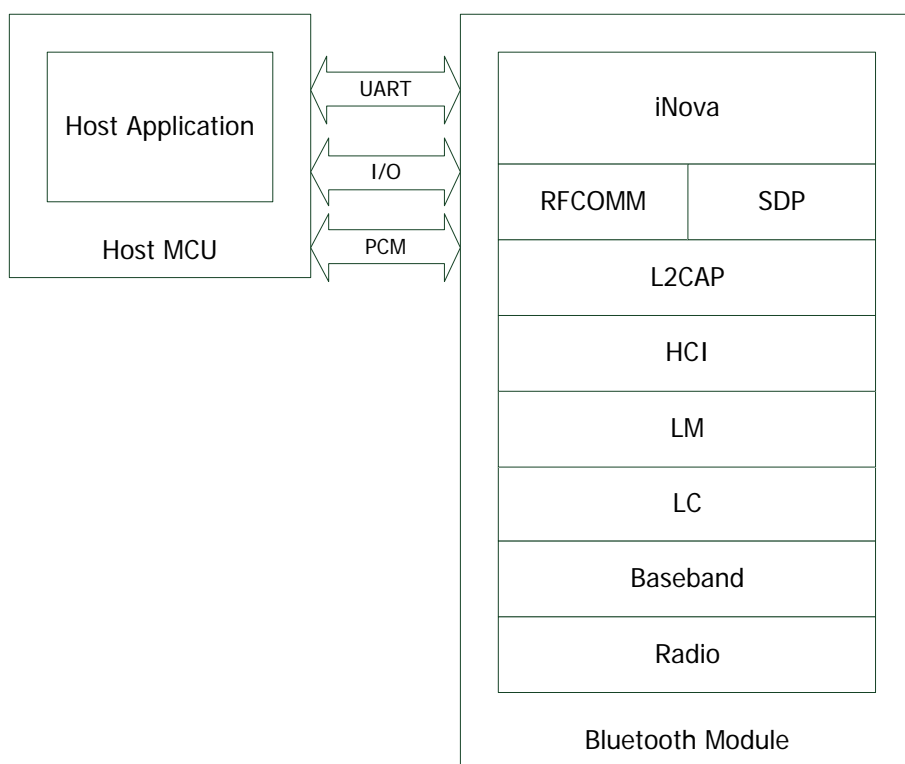 Host Application
Host MCU
UART
I/O
PCM
iNova
RFCOMM
SDP
L2CAP
HCI
LM
LC
Baseband
Radio
Bluetooth Module